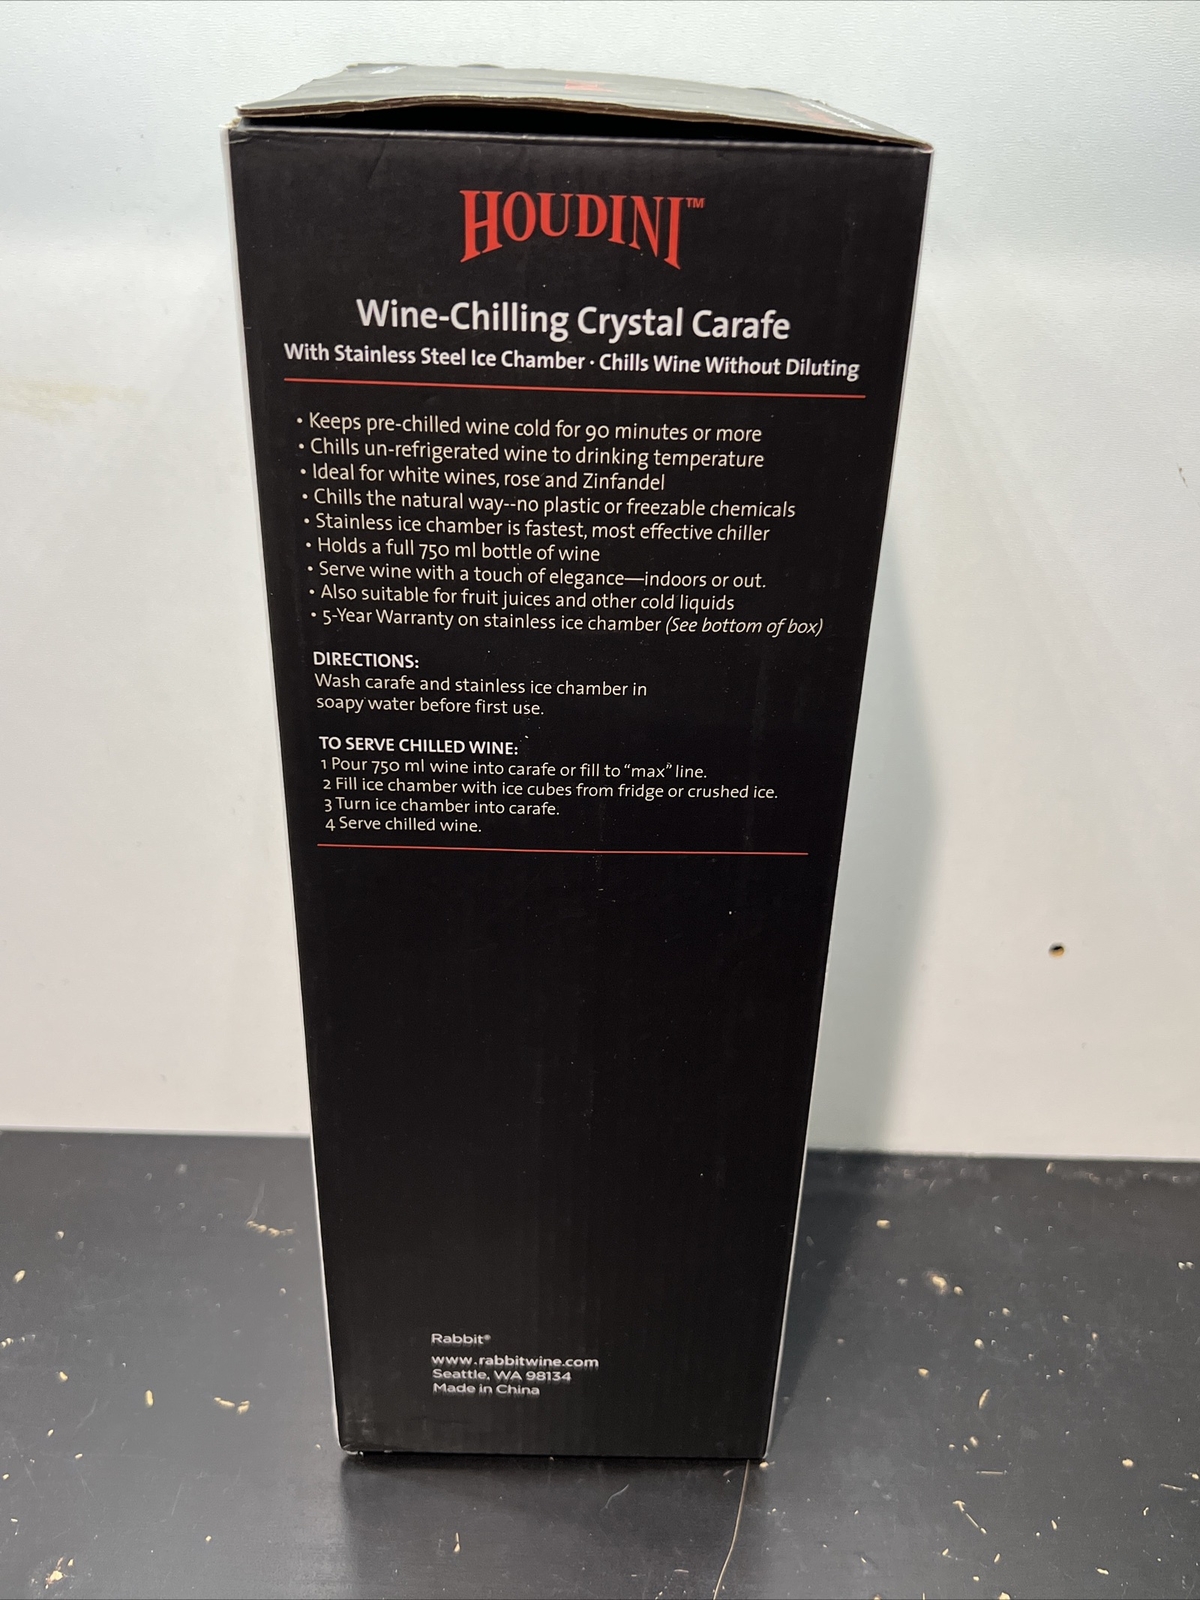 HOUDINI™
Wine-Chilling Crystal Carafe
With Stainless Steel Ice Chamber · Chills Wine Without Diluting
• Keeps pre-chilled wine cold for 90 minutes or more
• Chills un-refrigerated wine to drinking temperature
• Ideal for white wines, rose and Zinfandel
• Chills the natural way--no plastic or freezable chemicals
• Stainless ice chamber is fastest, most effective chiller
• Holds a full 750 ml bottle of wine
• Serve wine with a touch of elegance—indoors or out.
• Also suitable for fruit juices and other cold liquids
• 5-Year Warranty on stainless ice chamber (See bottom of box)
DIRECTIONS:
Wash carafe and stainless ice chamber in
soapy water before first use.
TO SERVE CHILLED WINE:
1 Pour 750 ml wine into carafe or fill to “max” line.
2 Fill ice chamber with ice cubes from fridge or crushed ice.
3 Turn ice chamber into carafe.
4 Serve chilled wine.
Rabbit®
www.rabbitwine.com
Seattle, WA 98134
Made in China